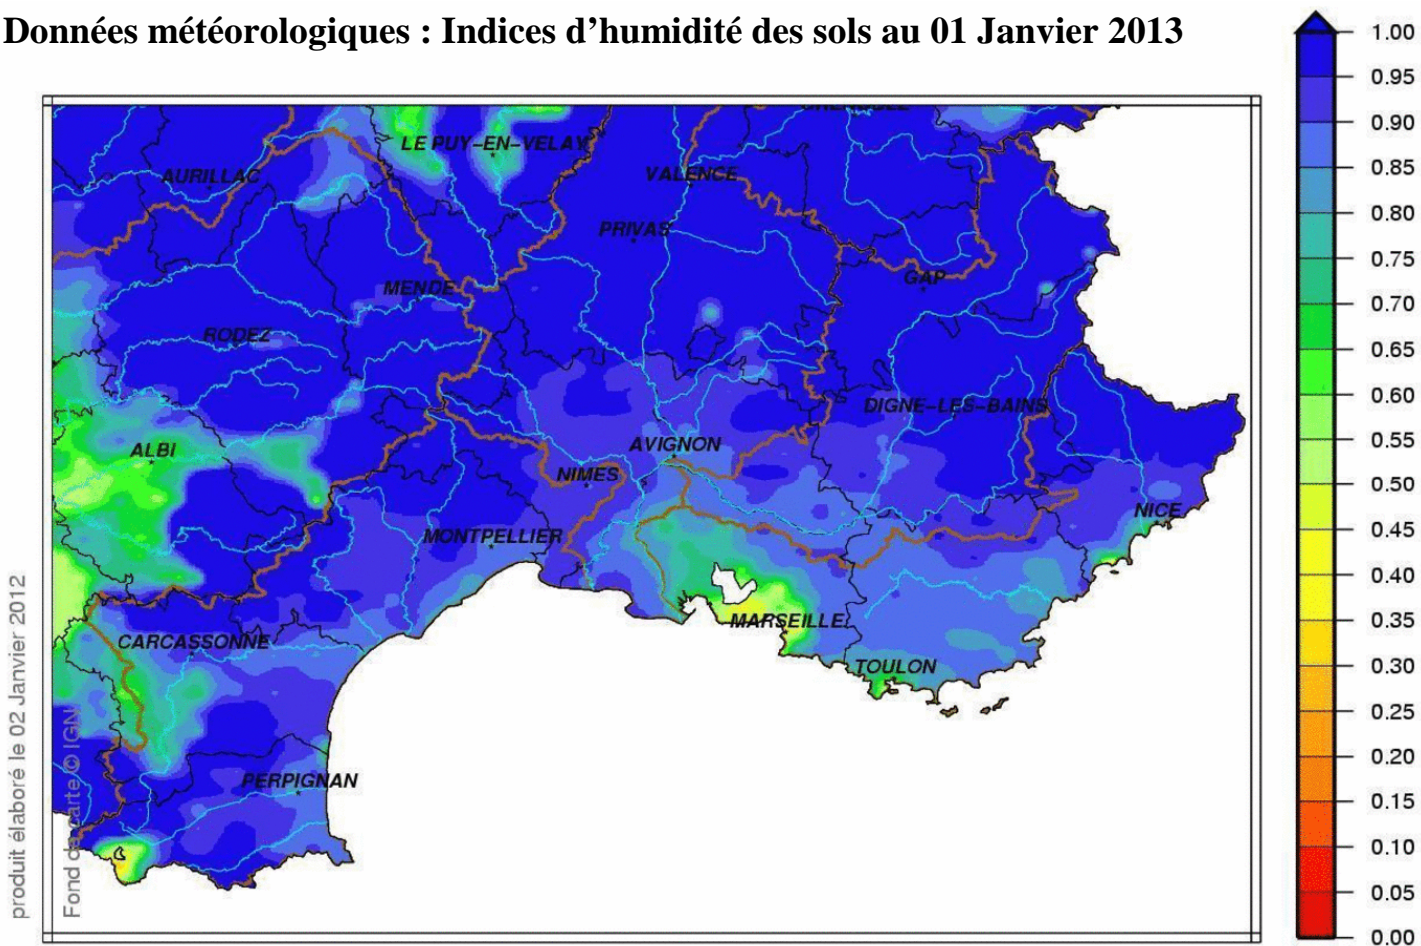 Données météorologiques : Indices d’humidité des sols au 01 Janvier 2013
1.00
0.95
0.90
0.85
0.80
0.75
0.70
0.65
0.60
0.55
0.50
0.45
0.40
0.35
0.30
0.25
0.20
0.15
0.10
0.05
0.00
GRENOBLE
LE PUY-EN-VELAY
AURILLAC
VALENCE
PRIVAS
GAP
MENDE
RODEZ
DIGNE-LES-BAINS
ALBI
AVIGNON
NIMES
NICE
MONTPELLIER
MARSEILLE
CARCASSONNE
TOULON
PERPIGNAN
produit élaboré le 02 Janvier 2012
Fond de carte © IGN